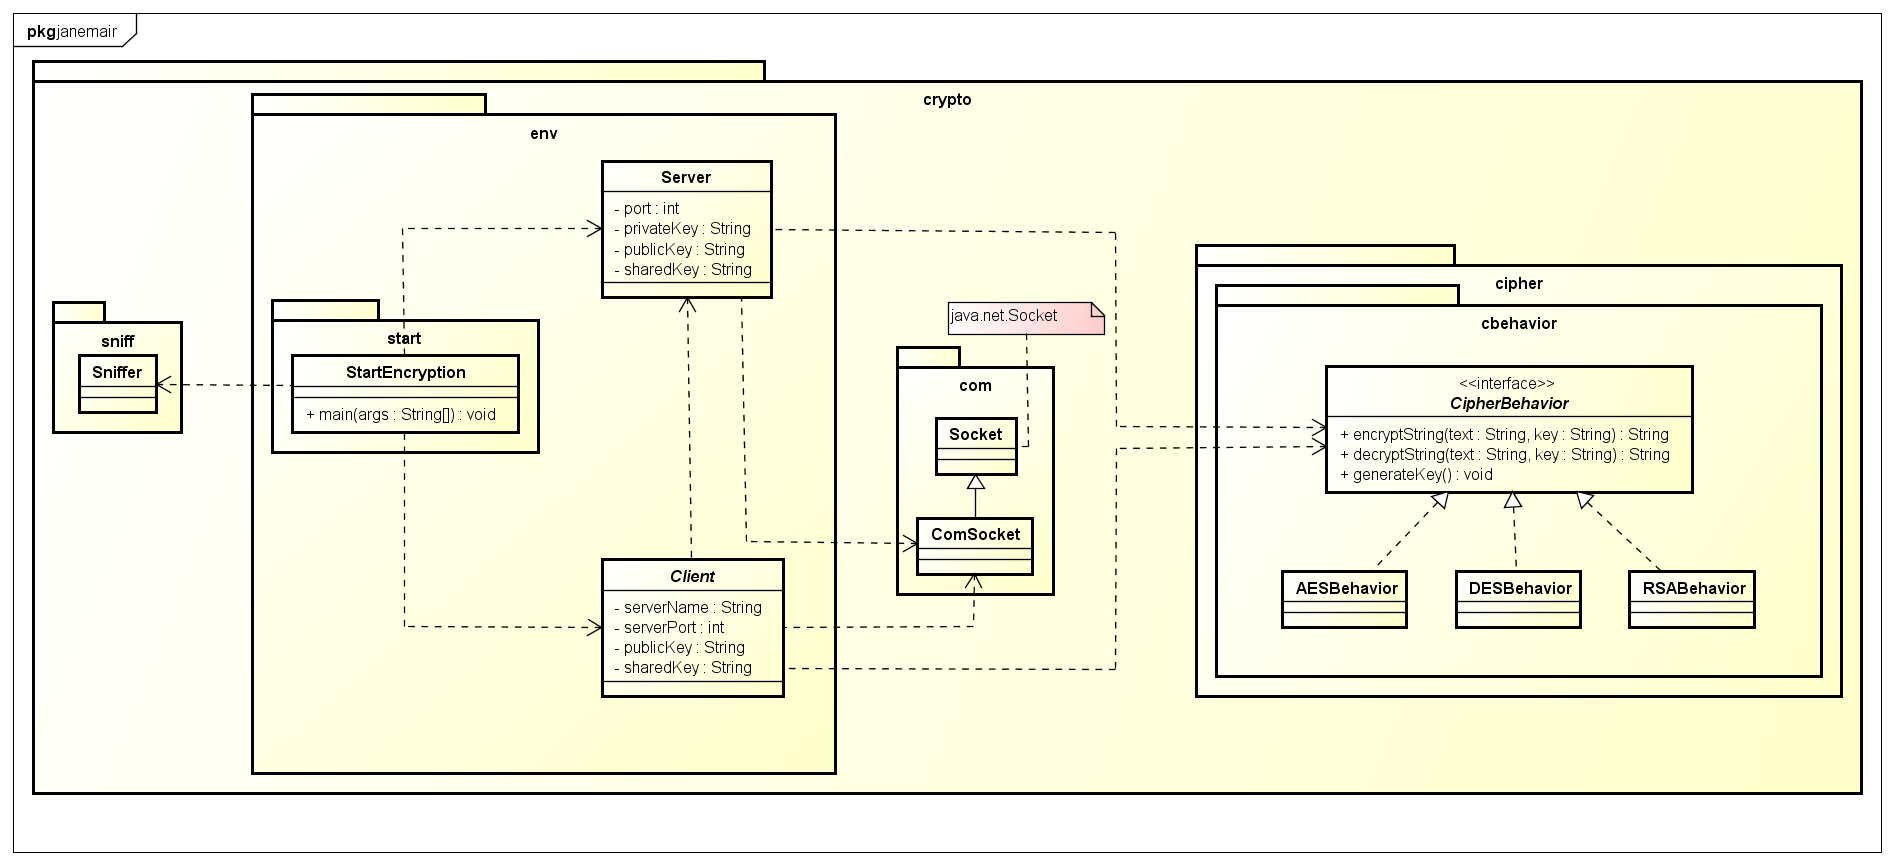 pkg janemair
crypto
env
Server
- port : int
- privateKey : String
- publicKey : String
- sharedKey : String
sniff
Sniffer
start
StartEncryption
+ main(args : String[]) : void
Client
- serverName : String
- serverPort : int
- publicKey : String
- sharedKey : String
java.net.Socket
com
Socket
ComSocket
cipher
cbehavior
<<interface>>
CipherBehavior
+ encryptString(text : String, key : String) : String
+ decryptString(text : String, key : String) : String
+ generateKey() : void
AESBehavior
DESBehavior
RSABehavior